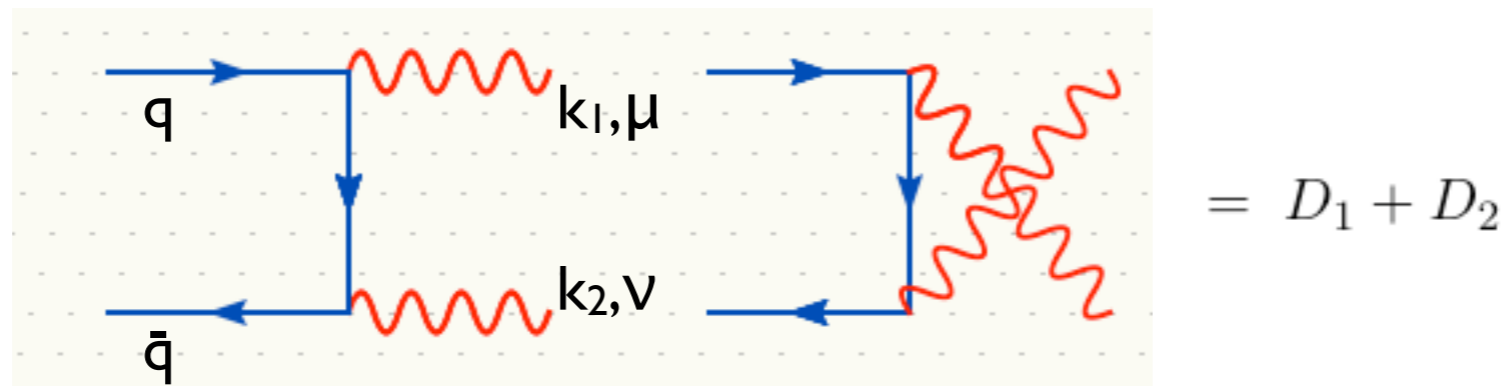 q
k₁,μ
k₂,ν
q̄
= D₁ + D₂